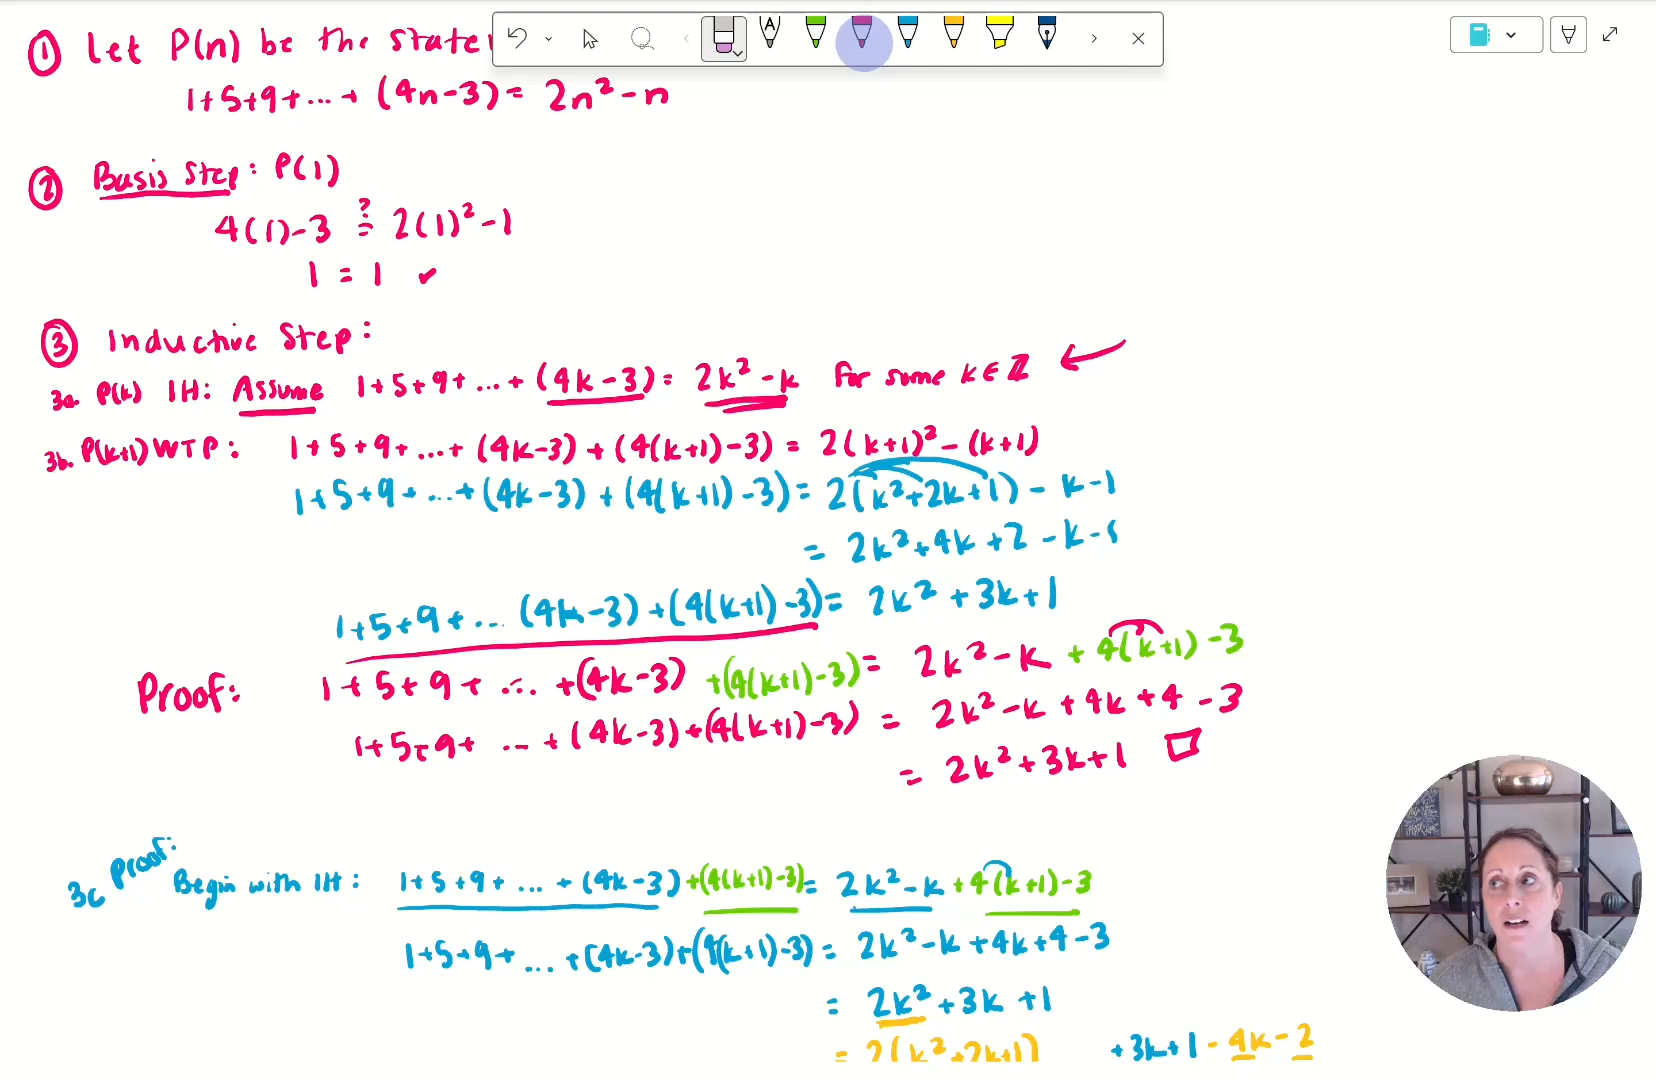 ① Let P(n) be the state
1+5+9+...+ (4n-3) = 2n²-n
② Basis Step: P(1)
4(1)-3 ≟ 2(1)²-1
1 = 1 ✓
③ Inductive Step:
3a. P(k) IH: Assume 1+5+9+...+(4k-3) = 2k²-k for some k∈ℤ ←
3b. P(k+1) WTP: 1+5+9+...+(4k-3)+(4(k+1)-3) = 2(k+1)²-(k+1)
1+5+9+...+(4k-3)+(4(k+1)-3) = 2(k²+2k+1)-k-1
= 2k²+4k+2-k-1
1+5+9+... (4k-3)+(4(k+1)-3) = 2k²+3k+1
Proof: 1+5+9+...+(4k-3) +(4(k+1)-3) = 2k²-k + 4(k+1)-3
1+5+9+...+(4k-3)+(4(k+1)-3) = 2k²-k+4k+4-3
= 2k²+3k+1 □
3c Proof:
Begin with IH: 1+5+9+...+(4k-3)+(4(k+1)-3) = 2k²-k+4(k+1)-3
1+5+9+...+(4k-3)+(4(k+1)-3) = 2k²-k+4k+4-3
= 2k²+3k+1
= 2(k²+2k+1) +3k+1-4k-2